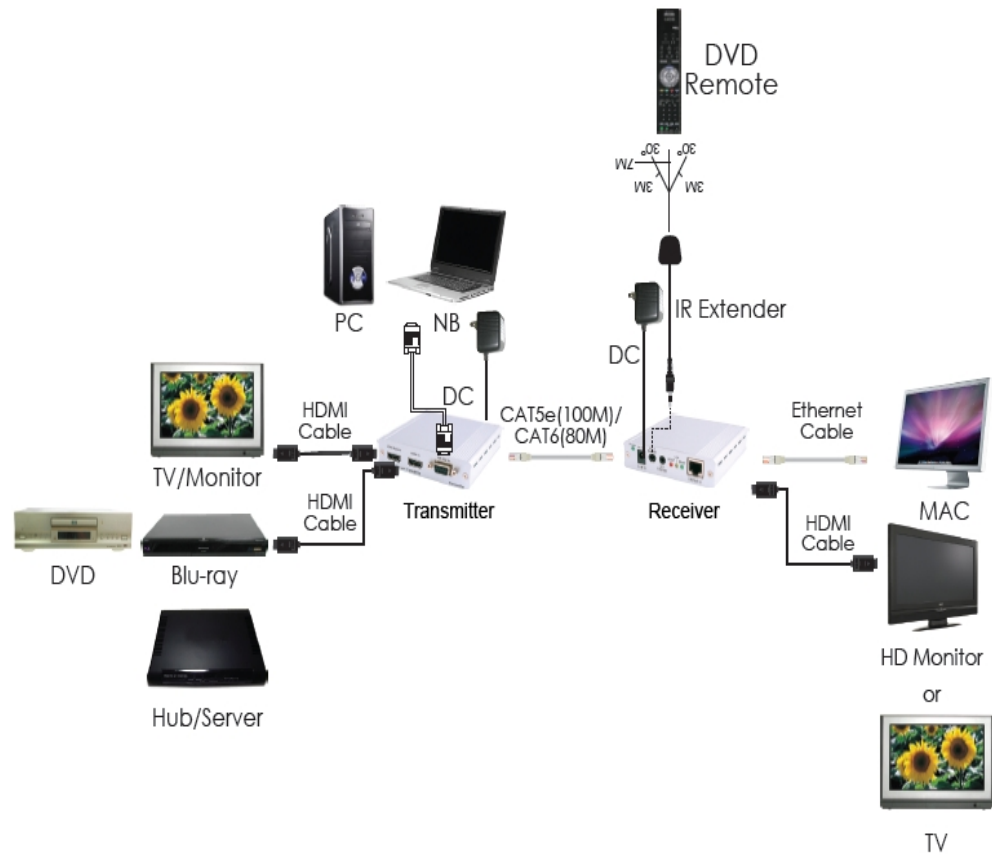 DVD
Remote
30° 30°
7M
3M 3M
PC
NB
IR Extender
DC
DC
HDMI
Cable
CAT5e(100M)/
CAT6(80M)
Ethernet
Cable
TV/Monitor
HDMI
Cable
Transmitter
Receiver
MAC
HDMI
Cable
DVD
Blu-ray
HD Monitor
or
Hub/Server
TV